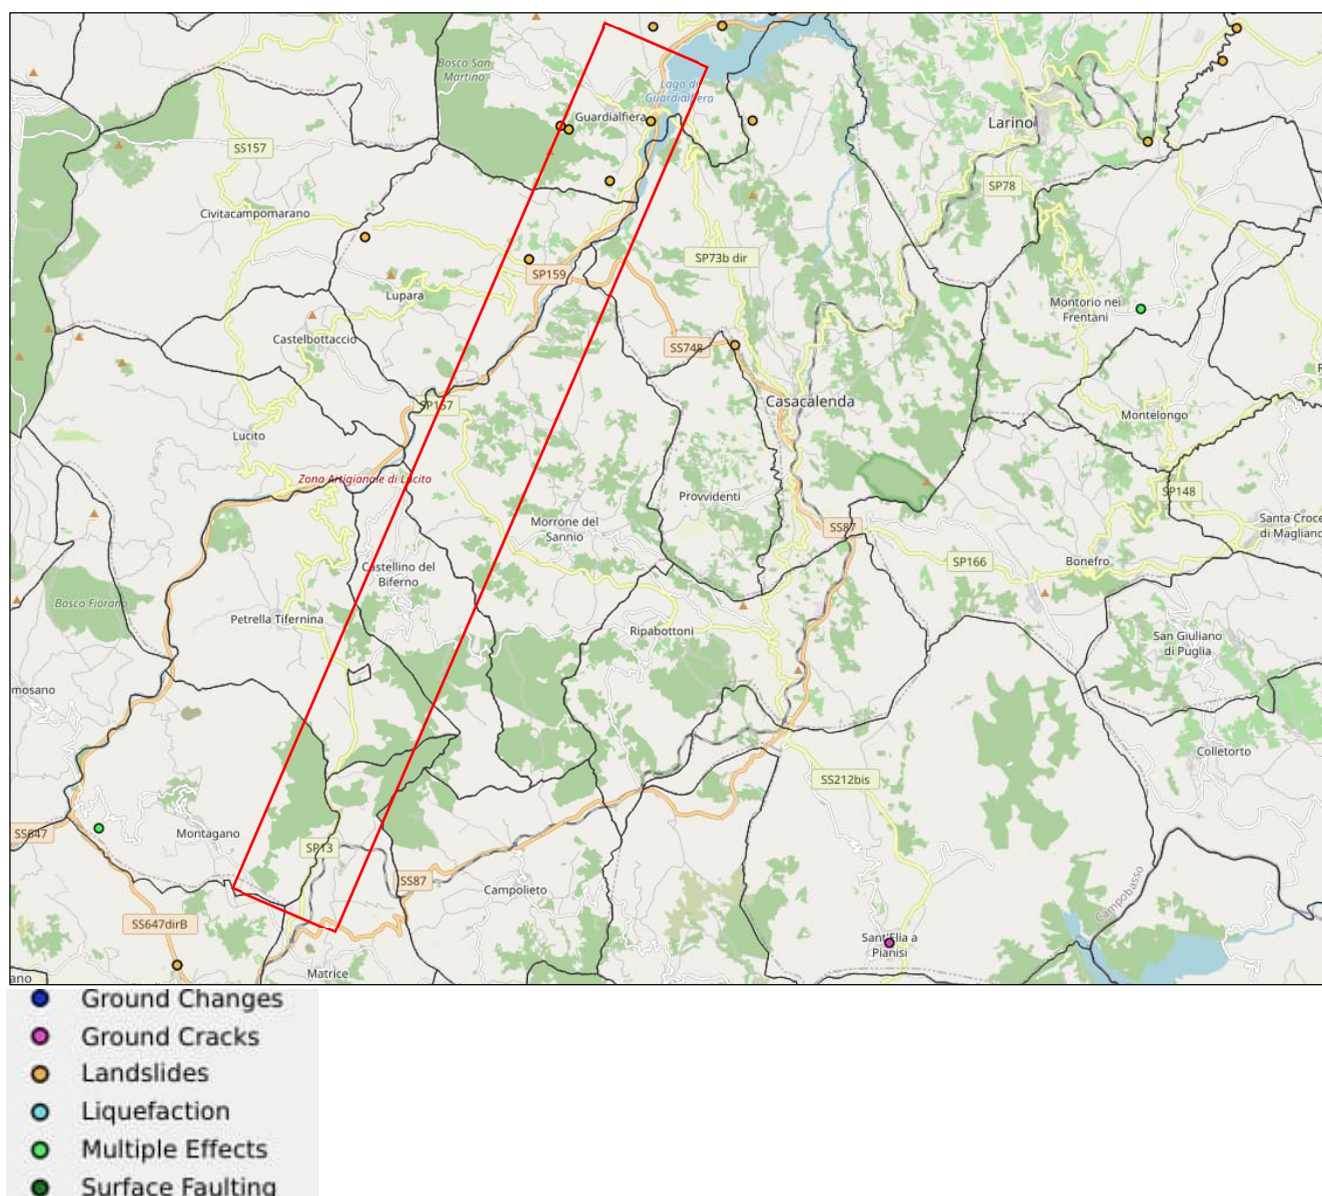 Bosco San
Martino
Lago di
Guardialfiera
Guardialfiera
Larino
SS157
SP78
Civitacampomarano
SP73b dir
SP159
Lupara
Montorio nei
Frentani
Castelbottaccio
SS748
Casacalenda
SP157
Montelongo
Lucito
Zona Artigianale di Lucito
Provvidenti
SP148
Morrone del
Sannio
SS87
Santa Croce
di Magliano
SP166
Bonefro
Castellino del
Biferno
Bosco Fiorano
Petrella Tifernina
Ripabottoni
San Giuliano
di Puglia
mosano
Colletorto
SS212bis
SS647
Montagano
SP13
SS87
Campolieto
Campobasso
SS647dirB
Sant'Elia a
Pianisi
Matrice
ano
Ground Changes
Ground Cracks
Landslides
Liquefaction
Multiple Effects
Surface Faulting